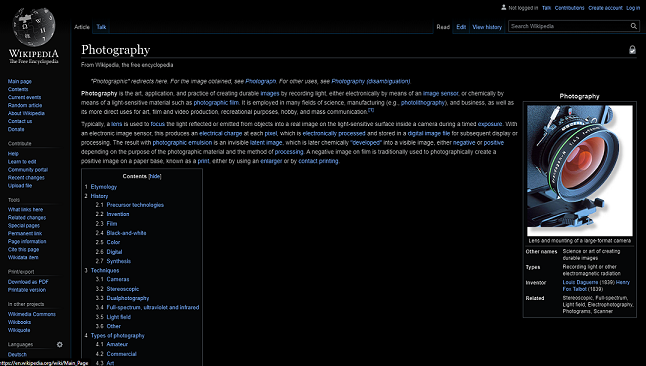 Not logged in Talk Contributions Create account Log in
Article Talk Read Edit View history Search Wikipedia
WIKIPEDIA
The Free Encyclopedia
Main page
Contents
Current events
Random article
About Wikipedia
Contact us
Donate
Contribute
Help
Learn to edit
Community portal
Recent changes
Upload file
Tools
What links here
Related changes
Special pages
Permanent link
Page information
Cite this page
Wikidata item
Print/export
Download as PDF
Printable version
In other projects
Wikimedia Commons
Wikibooks
Wikiquote
Languages
Deutsch
https://en.wikipedia.org/wiki/Main_Page
Photography
From Wikipedia, the free encyclopedia
"Photographic" redirects here. For the image obtained, see Photograph. For other uses, see Photography (disambiguation).
Photography is the art, application, and practice of creating durable images by recording light, either electronically by means of an image sensor, or chemically by
means of a light-sensitive material such as photographic film. It is employed in many fields of science, manufacturing (e.g., photolithography), and business, as well as
its more direct uses for art, film and video production, recreational purposes, hobby, and mass communication.[1]
Typically, a lens is used to focus the light reflected or emitted from objects into a real image on the light-sensitive surface inside a camera during a timed exposure. With
an electronic image sensor, this produces an electrical charge at each pixel, which is electronically processed and stored in a digital image file for subsequent display or
processing. The result with photographic emulsion is an invisible latent image, which is later chemically "developed" into a visible image, either negative or positive
depending on the purpose of the photographic material and the method of processing. A negative image on film is traditionally used to photographically create a
positive image on a paper base, known as a print, either by using an enlarger or by contact printing.
Contents [hide]
1 Etymology
2 History
2.1 Precursor technologies
2.2 Invention
2.3 Film
2.4 Black-and-white
2.5 Color
2.6 Digital
2.7 Synthesis
3 Techniques
3.1 Cameras
3.2 Stereoscopic
3.3 Dualphotography
3.4 Full-spectrum, ultraviolet and infrared
3.5 Light field
3.6 Other
4 Types of photography
4.1 Amateur
4.2 Commercial
4.3 Art
Photography
Lens and mounting of a large-format camera
Other names Science or art of creating
durable images
Types Recording light or other
electromagnetic radiation
Inventor Louis Daguerre (1839) Henry
Fox Talbot (1839)
Related Stereoscopic, Full-spectrum,
Light field, Electrophotography,
Photograms, Scanner